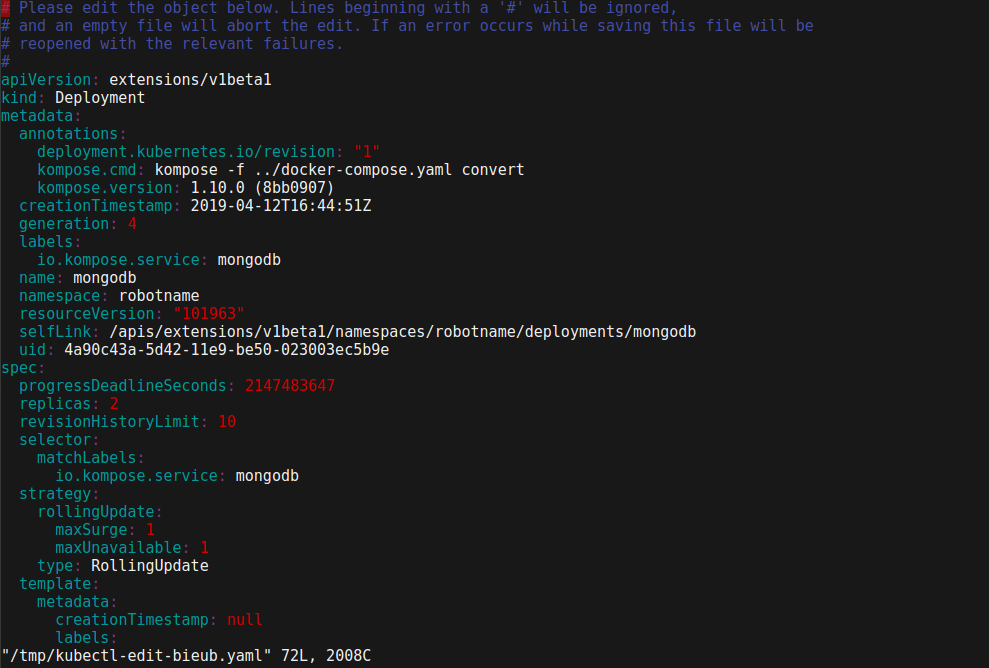 # Please edit the object below. Lines beginning with a '#' will be ignored,
# and an empty file will abort the edit. If an error occurs while saving this file will be
# reopened with the relevant failures.
#
apiVersion: extensions/v1beta1
kind: Deployment
metadata:
  annotations:
    deployment.kubernetes.io/revision: "1"
    kompose.cmd: kompose -f ../docker-compose.yaml convert
    kompose.version: 1.10.0 (8bb0907)
  creationTimestamp: 2019-04-12T16:44:51Z
  generation: 4
  labels:
    io.kompose.service: mongodb
  name: mongodb
  namespace: robotname
  resourceVersion: "101963"
  selfLink: /apis/extensions/v1beta1/namespaces/robotname/deployments/mongodb
  uid: 4a90c43a-5d42-11e9-be50-023003ec5b9e
spec:
  progressDeadlineSeconds: 2147483647
  replicas: 2
  revisionHistoryLimit: 10
  selector:
    matchLabels:
      io.kompose.service: mongodb
  strategy:
    rollingUpdate:
      maxSurge: 1
      maxUnavailable: 1
    type: RollingUpdate
  template:
    metadata:
      creationTimestamp: null
      labels:
"/tmp/kubectl-edit-bieub.yaml" 72L, 2008C